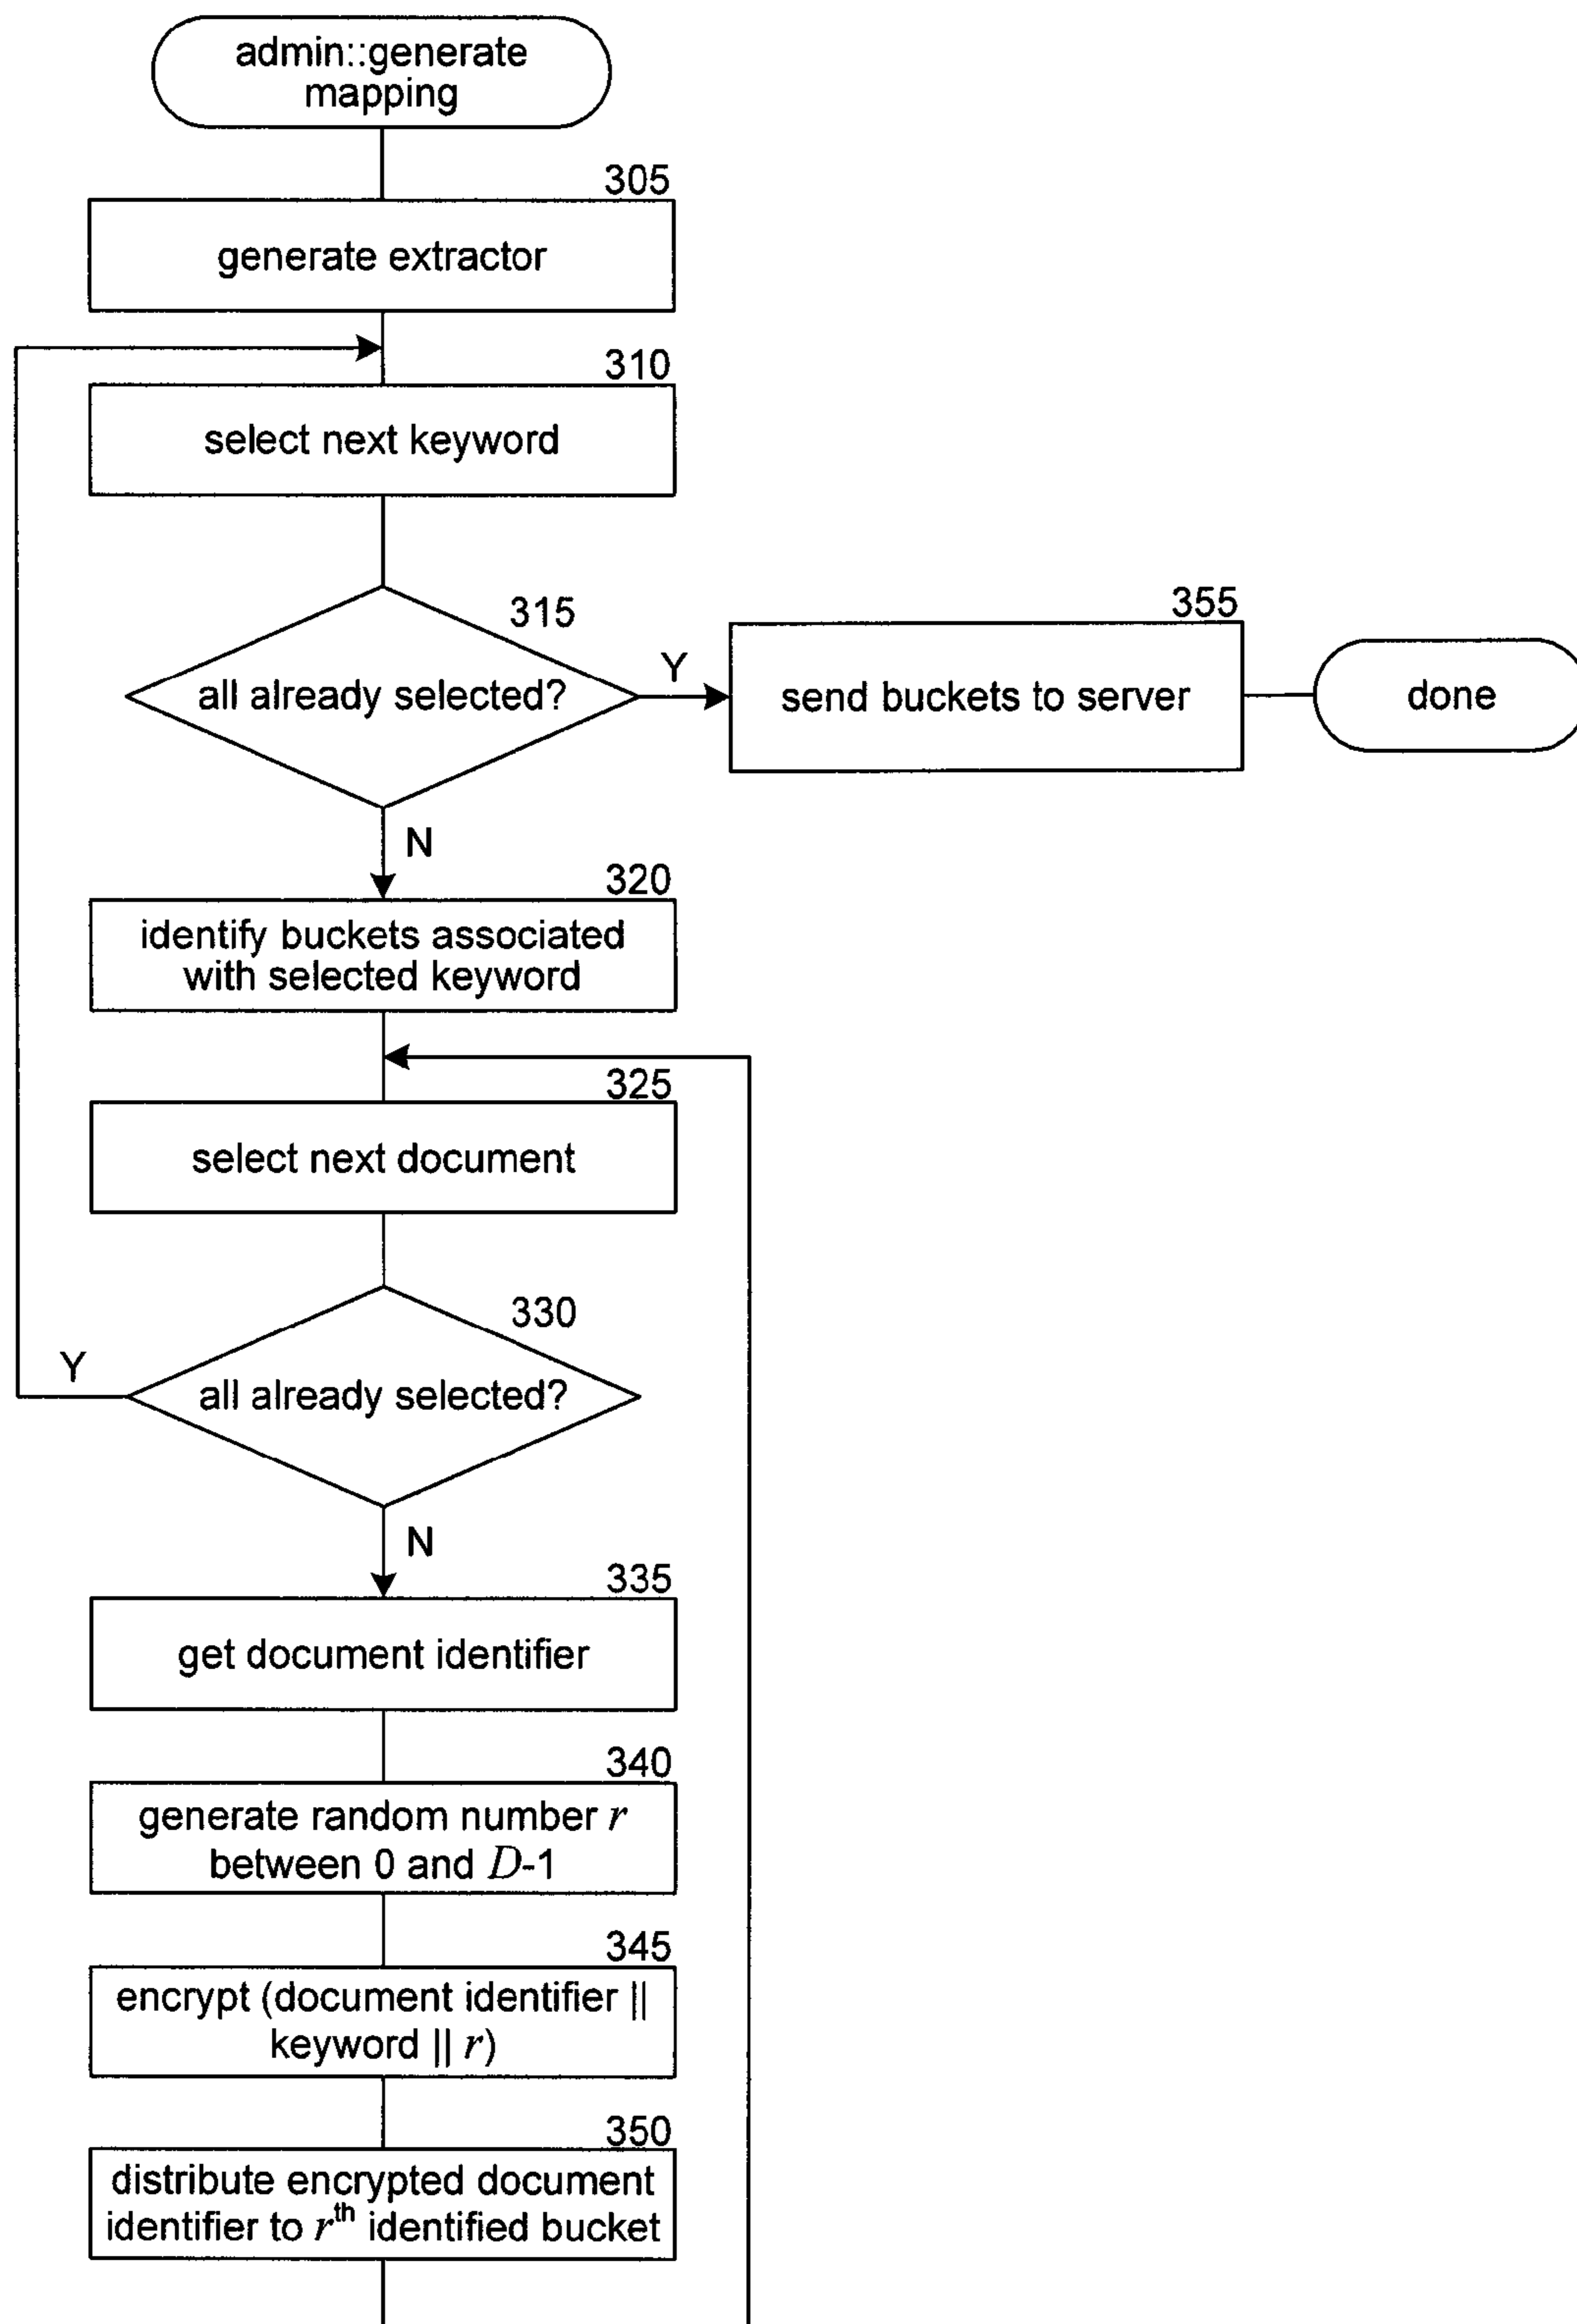 admin::generate
mapping
305
generate extractor
310
select next keyword
315
all already selected?
Y
355
send buckets to server
done
N
320
identify buckets associated
with selected keyword
325
select next document
330
all already selected?
Y
N
335
get document identifier
340
generate random number r
between 0 and D-1
345
encrypt (document identifier ||
keyword || r)
350
distribute encrypted document
identifier to rth identified bucket